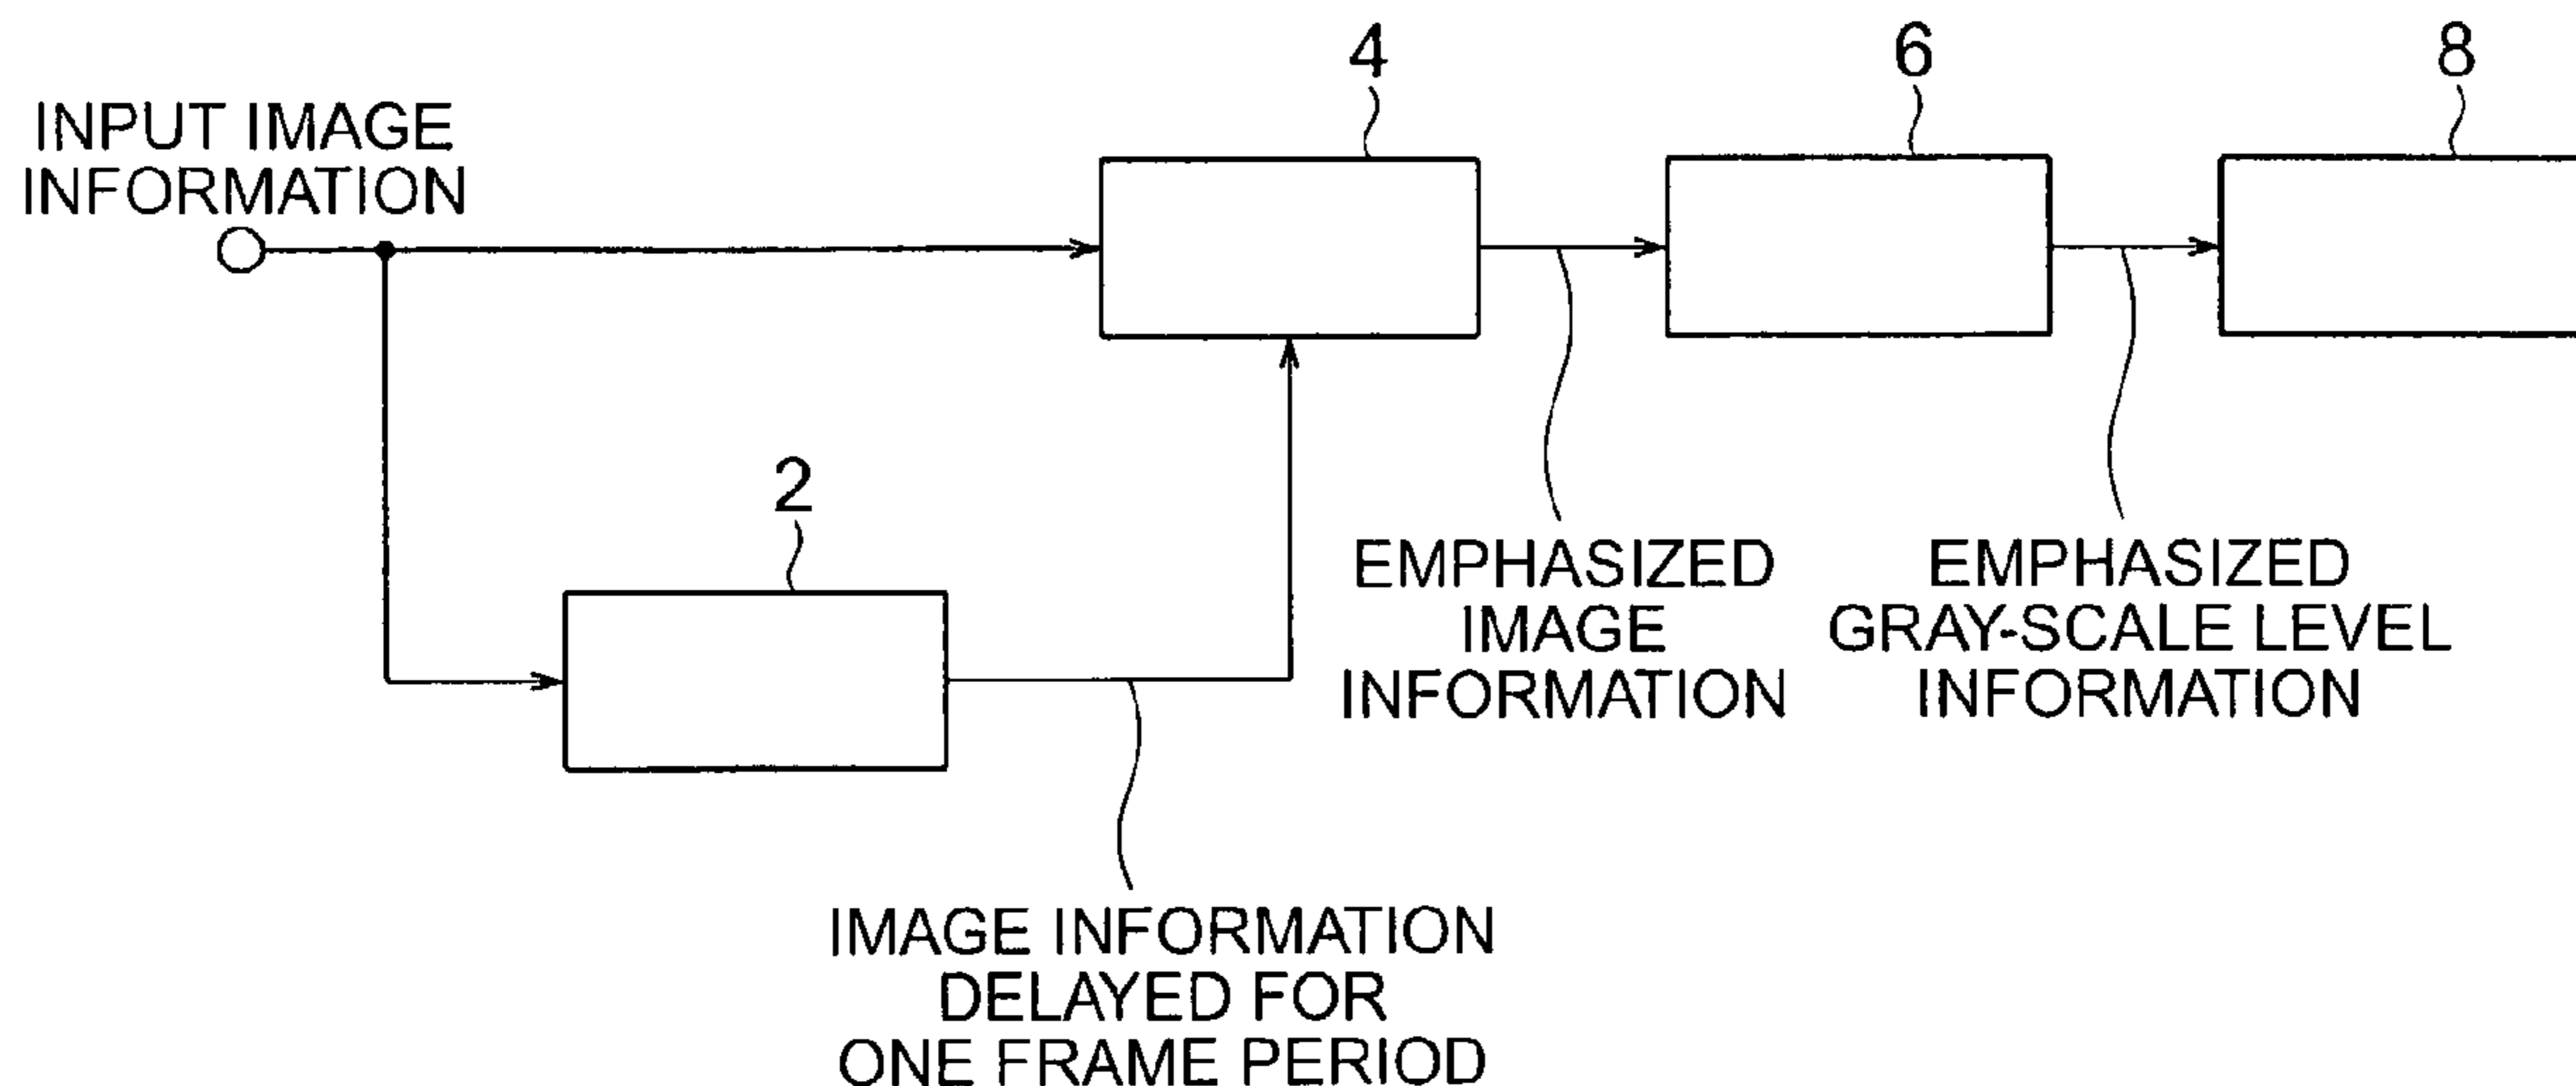 4
6
8
INPUT IMAGE
INFORMATION
2
EMPHASIZED
IMAGE
INFORMATION
EMPHASIZED
GRAY-SCALE LEVEL
INFORMATION
IMAGE INFORMATION
DELAYED FOR
ONE FRAME PERIOD